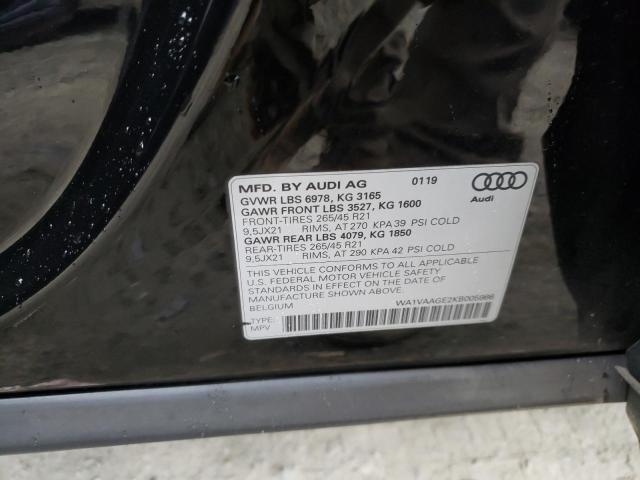 MFD. BY AUDI AG 0119
GVWR LBS 6978, KG 3165
GAWR FRONT LBS 3527, KG 1600
FRONT-TIRES 265/45 R21
9,5JX21 RIMS, AT 270 KPA 39 PSI COLD
GAWR REAR LBS 4079, KG 1850
REAR-TIRES 265/45 R21
9,5JX21 RIMS, AT 290 KPA 42 PSI COLD
Audi
THIS VEHICLE CONFORMS TO ALL APPLICABLE
U.S. FEDERAL MOTOR VEHICLE SAFETY
STANDARDS IN EFFECT ON THE DATE OF
MANUFACTURE SHOWN ABOVE.
BELGIUM
TYPE:
MPV